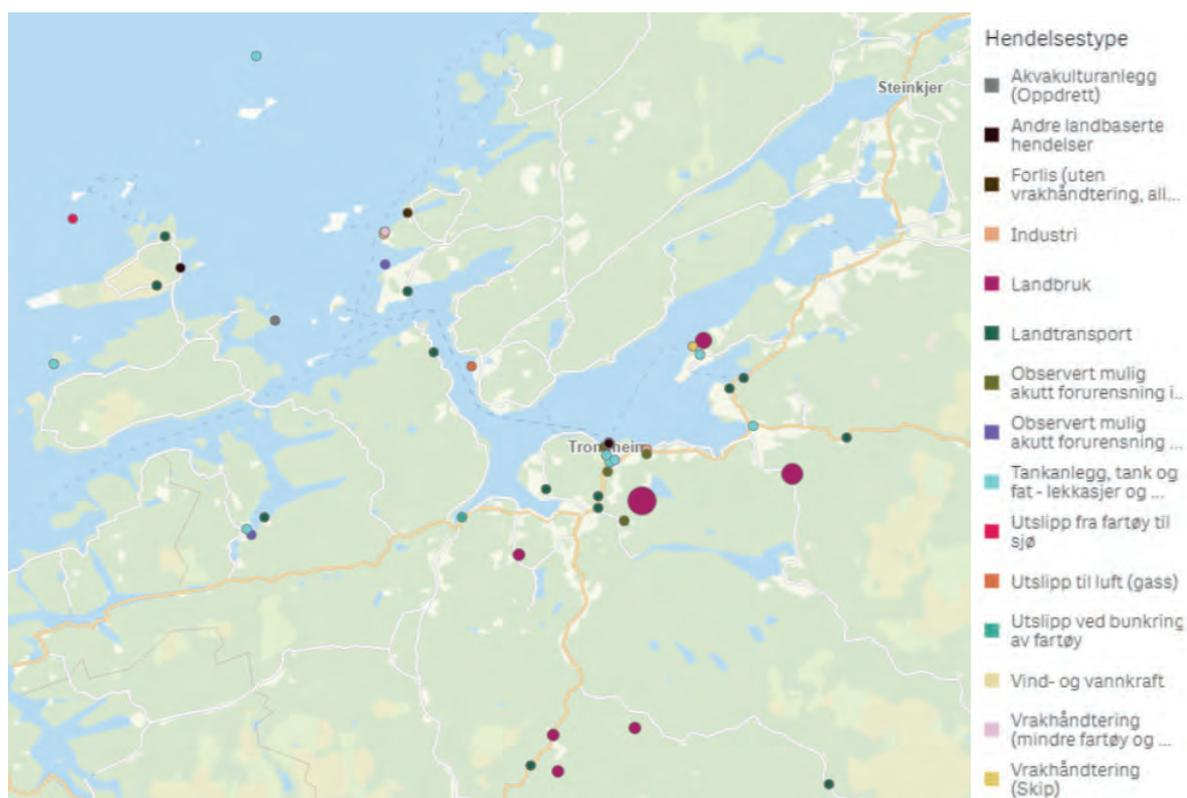 Hendelsestype
Steinkjer
Akvakulturanlegg
(Oppdrett)
Andre landbaserte
hendelser
Forlis (uten
vrakhåndtering, all...
Industri
Landbruk
Landtransport
Observert mulig
akutt forurensning i...
Observert mulig
akutt forurensning ...
Trondheim
Tankanlegg, tank og
fat - lekkasjer og ...
Utslipp fra fartøy til
sjø
Utslipp til luft (gass)
Utslipp ved bunkring
av fartøy
Vind- og vannkraft
Vrakhåndtering
(mindre fartøy og ...
Vrakhåndtering
(Skip)